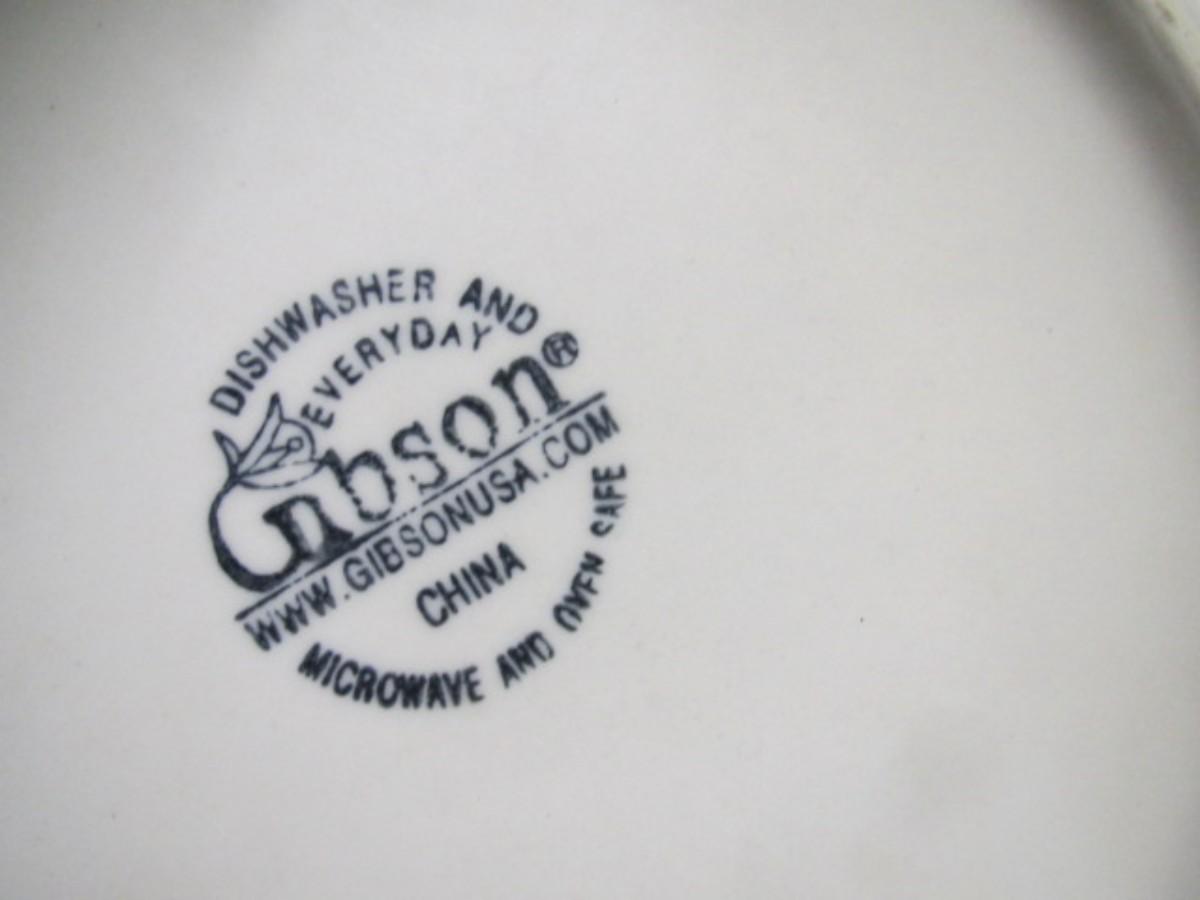 DISHWASHER AND
EVERYDAY
Gibson®
WWW.GIBSONUSA.COM
CHINA
MICROWAVE AND OVEN SAFE